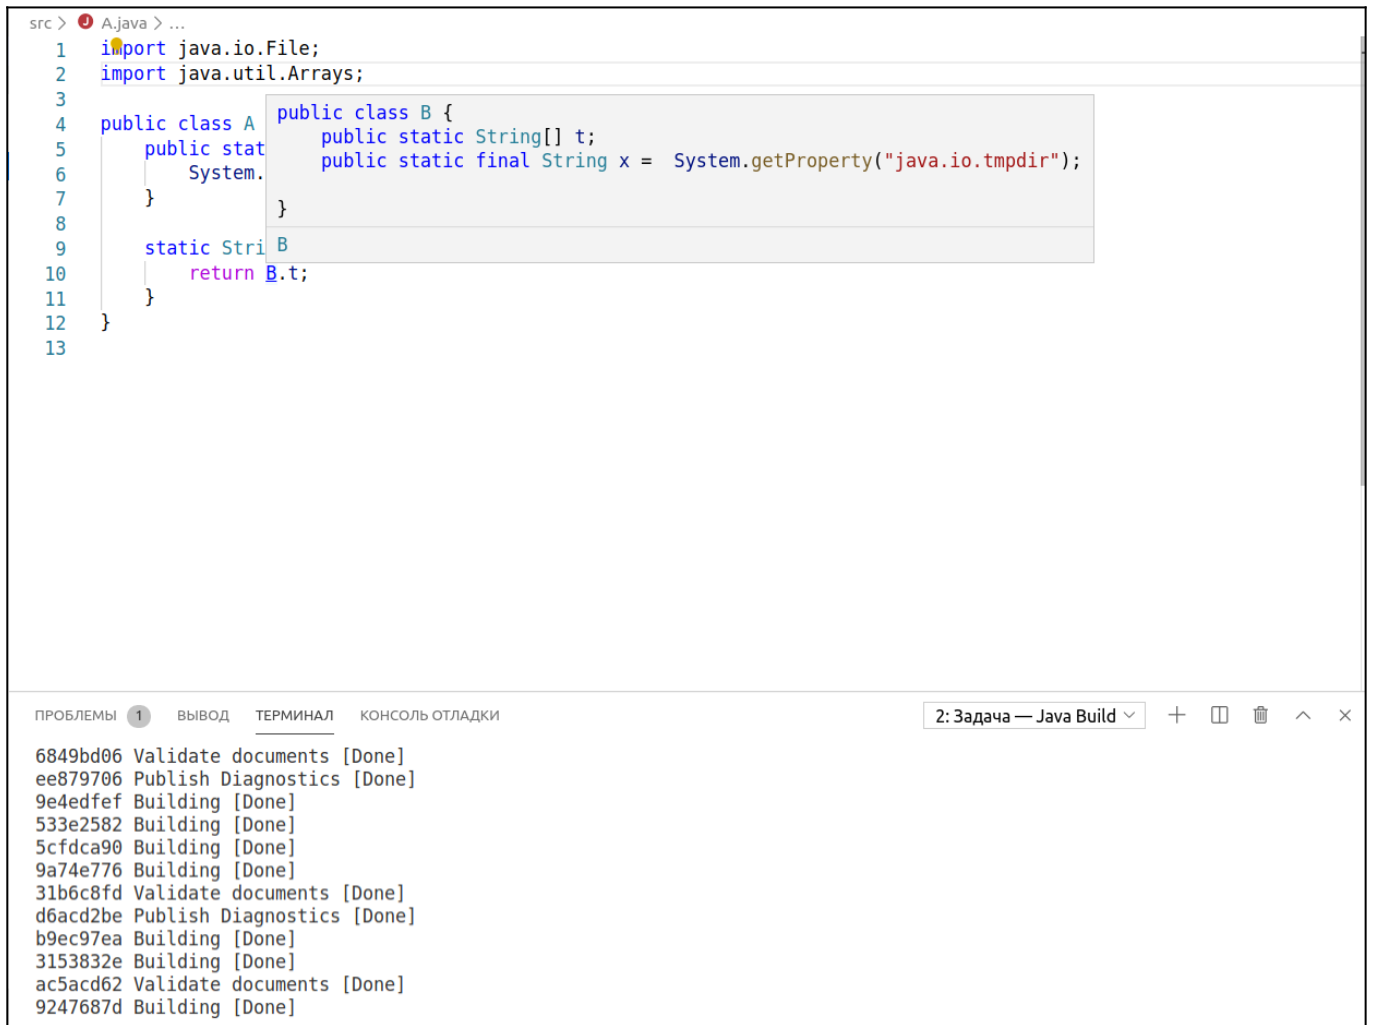 src > A.java > ...
1 import java.io.File;
2 import java.util.Arrays;
3
4 public class A
5 public stat
6 System.
7 }
8
9 static Stri
10 return B.t;
11 }
12 }
13
public class B {
public static String[] t;
public static final String x =  System.getProperty("java.io.tmpdir");
}
B
ПРОБЛЕМЫ 1 ВЫВОД ТЕРМИНАЛ КОНСОЛЬ ОТЛАДКИ 2: Задача — Java Build
6849bd06 Validate documents [Done]
ee879706 Publish Diagnostics [Done]
9e4edfef Building [Done]
533e2582 Building [Done]
5cfdca90 Building [Done]
9a74e776 Building [Done]
31b6c8fd Validate documents [Done]
d6acd2be Publish Diagnostics [Done]
b9ec97ea Building [Done]
3153832e Building [Done]
ac5acd62 Validate documents [Done]
9247687d Building [Done]